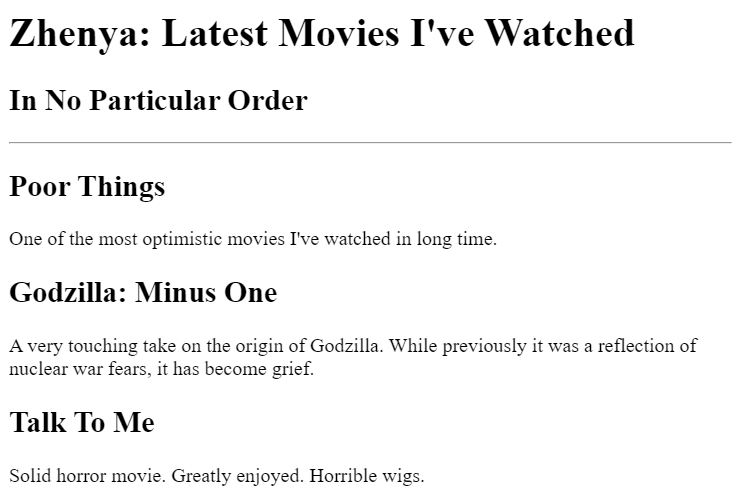 Zhenya: Latest Movies I've Watched
In No Particular Order
Poor Things
One of the most optimistic movies I've watched in long time.
Godzilla: Minus One
A very touching take on the origin of Godzilla. While previously it was a reflection of
nuclear war fears, it has become grief.
Talk To Me
Solid horror movie. Greatly enjoyed. Horrible wigs.